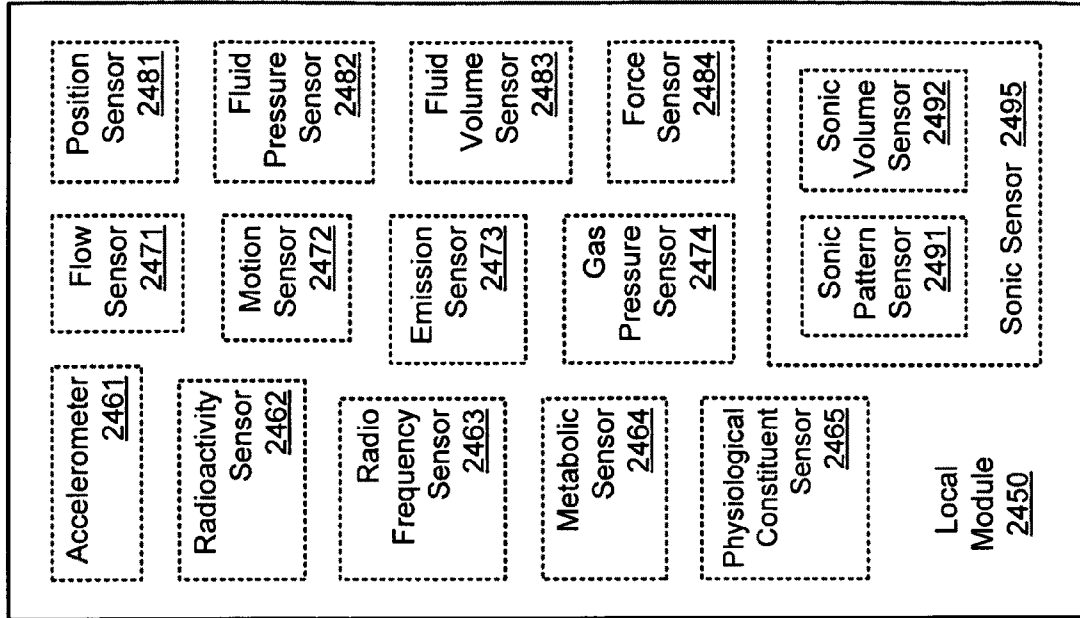 Accelerometer
2461
Radioactivity
Sensor
2462
Radio
Frequency
Sensor
2463
Metabolic
Sensor
2464
Physiological
Constituent
Sensor
2465
Local
Module
2450
Flow
Sensor
2471
Motion
Sensor
2472
Emission
Sensor
2473
Gas
Pressure
Sensor
2474
Position
Sensor
2481
Fluid
Pressure
Sensor
2482
Fluid
Volume
Sensor
2483
Force
Sensor
2484
Sonic
Pattern
Sensor
2491
Sonic
Volume
Sensor
2492
Sonic Sensor 2495